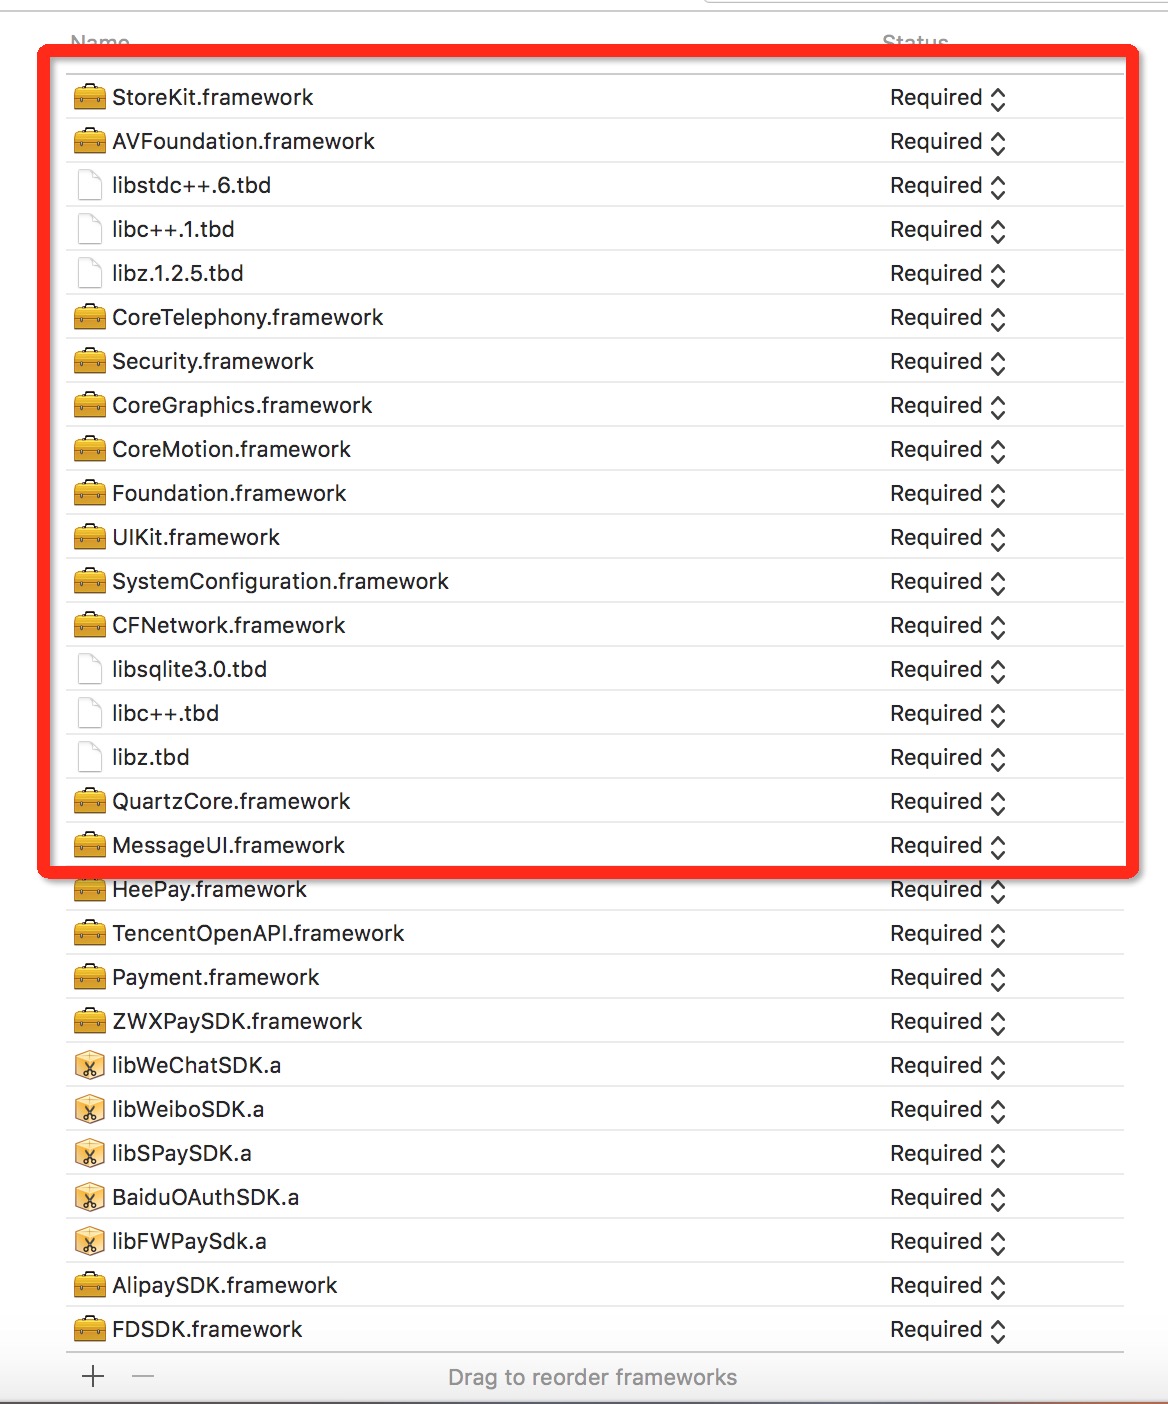 Name Status
StoreKit.framework Required
AVFoundation.framework Required
libstdc++.6.tbd Required
libc++.1.tbd Required
libz.1.2.5.tbd Required
CoreTelephony.framework Required
Security.framework Required
CoreGraphics.framework Required
CoreMotion.framework Required
Foundation.framework Required
UIKit.framework Required
SystemConfiguration.framework Required
CFNetwork.framework Required
libsqlite3.0.tbd Required
libc++.tbd Required
libz.tbd Required
QuartzCore.framework Required
MessageUI.framework Required
HeePay.framework Required
TencentOpenAPI.framework Required
Payment.framework Required
ZWXPaySDK.framework Required
libWeChatSDK.a Required
libWeiboSDK.a Required
libSPaySDK.a Required
BaiduOAuthSDK.a Required
libFWPaySdk.a Required
AlipaySDK.framework Required
FDSDK.framework Required
Drag to reorder frameworks